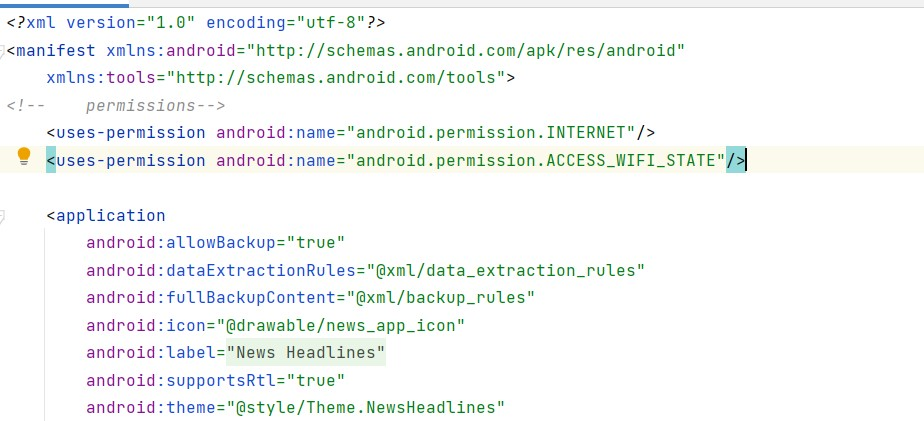 <?xml version="1.0" encoding="utf-8"?>
<manifest xmlns:android="http://schemas.android.com/apk/res/android"
    xmlns:tools="http://schemas.android.com/tools">
<!--    permissions-->
    <uses-permission android:name="android.permission.INTERNET"/>
    <uses-permission android:name="android.permission.ACCESS_WIFI_STATE"/>
    <application
        android:allowBackup="true"
        android:dataExtractionRules="@xml/data_extraction_rules"
        android:fullBackupContent="@xml/backup_rules"
        android:icon="@drawable/news_app_icon"
        android:label="News Headlines"
        android:supportsRtl="true"
        android:theme="@style/Theme.NewsHeadlines"